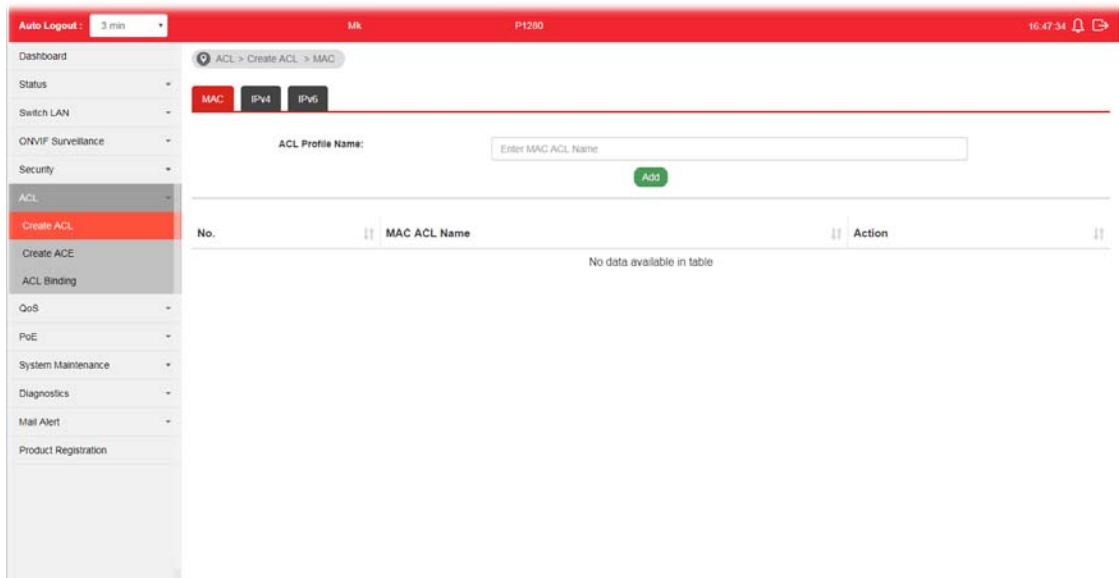 Auto Logout : 3 min Mk P1280 16:47:34
Dashboard
Status
Switch LAN
ONVIF Surveillance
Security
ACL
Create ACL
Create ACE
ACL Binding
QoS
PoE
System Maintenance
Diagnostics
Mail Alert
Product Registration
ACL > Create ACL > MAC
MAC IPv4 IPv6
ACL Profile Name: Enter MAC ACL Name
Add
No. MAC ACL Name Action
No data available in table